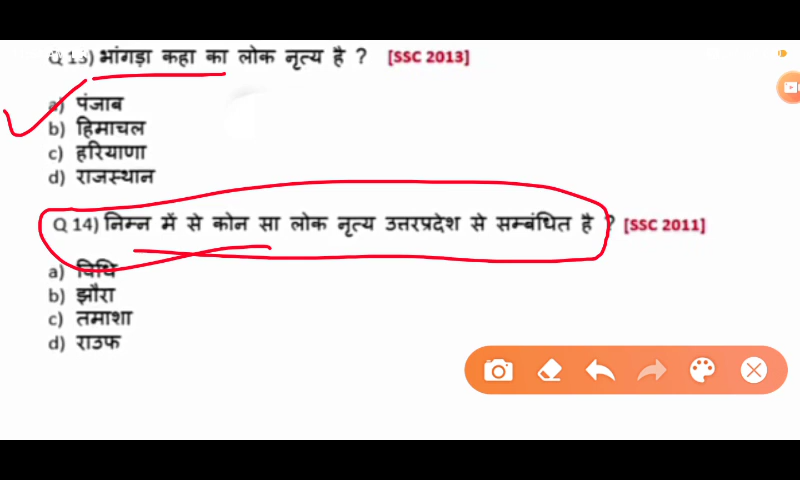 Q 13) भांगड़ा कहा का लोक नृत्य है ? [SSC 2013]
a) पंजाब
b) हिमाचल
c) हरियाणा
d) राजस्थान
Q 14) निम्न में से कोन सा लोक नृत्य उत्तरप्रदेश से सम्बंधित है ? [SSC 2011]
a) विधि
b) झौरा
c) तमाशा
d) राउफ